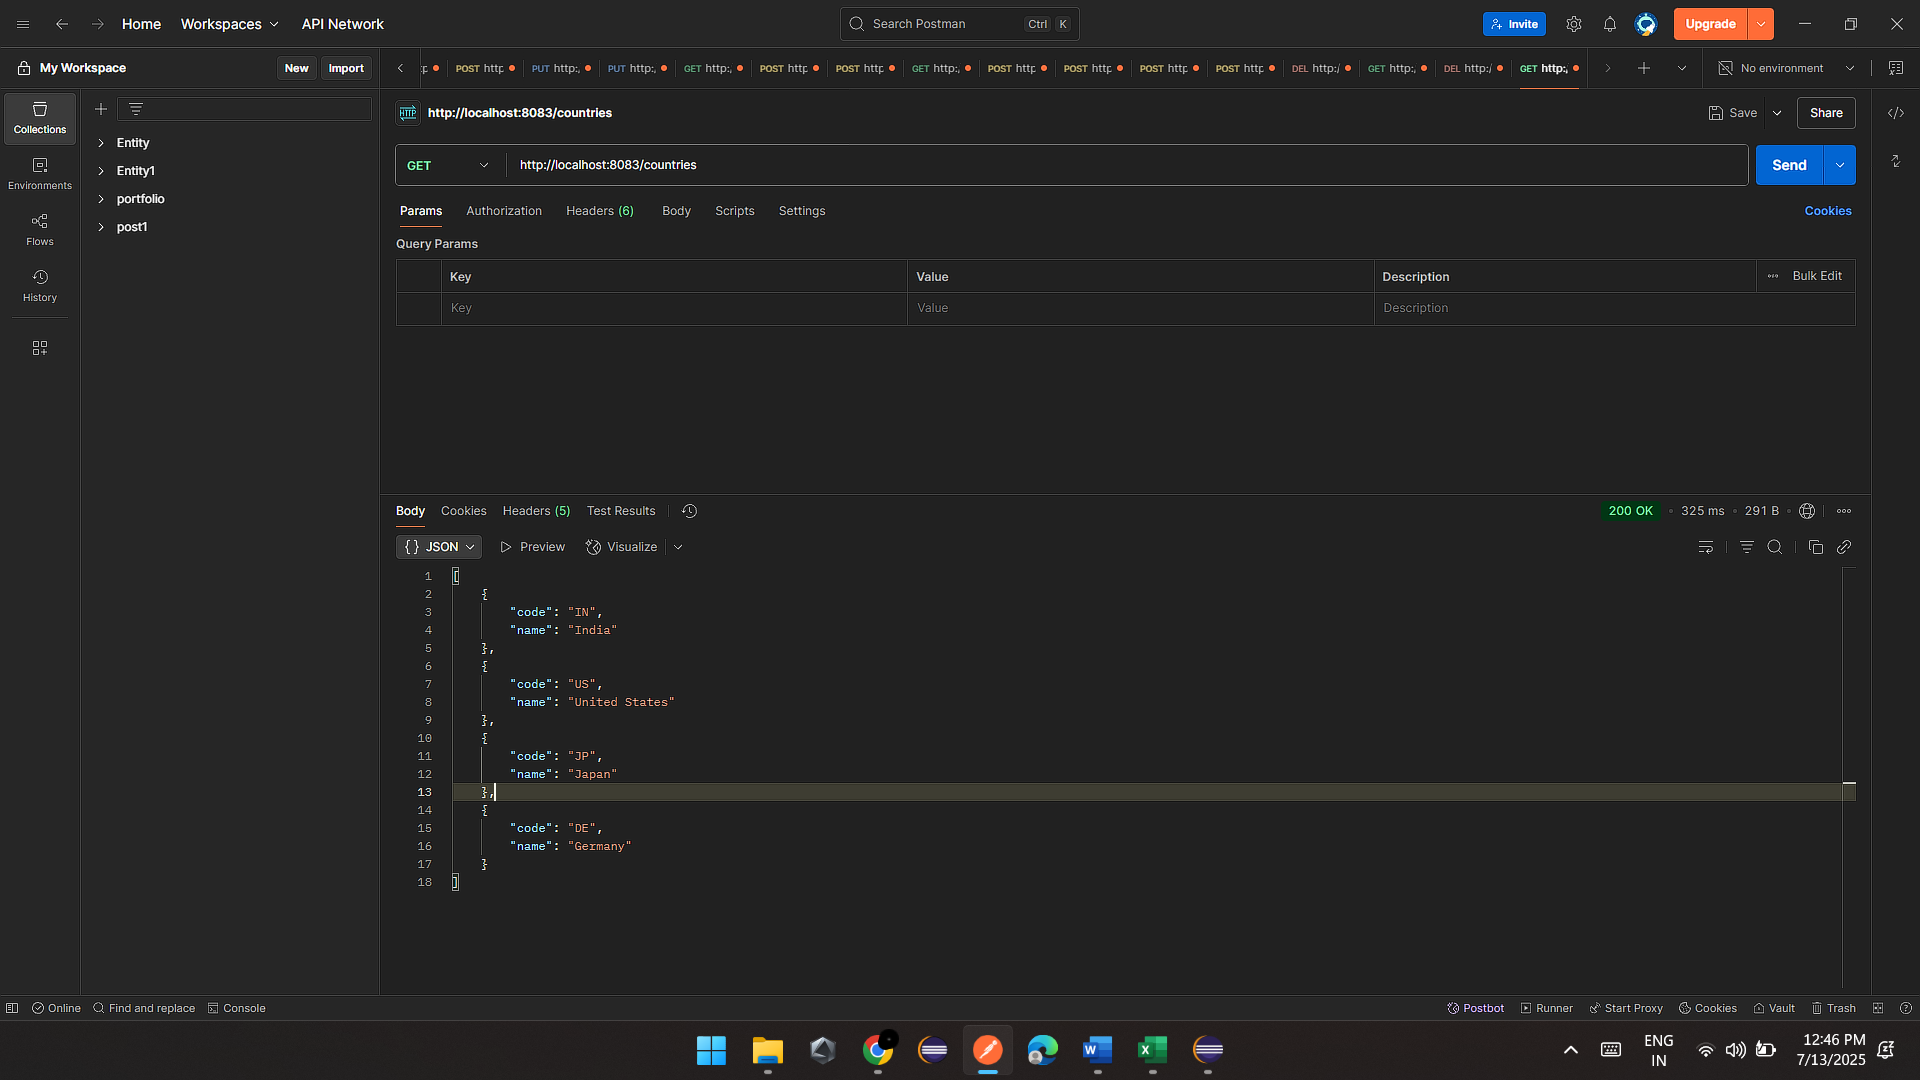 Home Workspaces API Network
Search Postman Ctrl K
Invite Upgrade
My Workspace New Import
POST http PUT http:, PUT http:, GET http:, POST http POST http GET http:, POST http POST http POST http POST http DEL http:/ GET http:, DEL http:/ GET http:,
No environment
Collections
Environments
Flows
History
Entity
Entity1
portfolio
post1
HTTP http://localhost:8083/countries
Save Share
GET http://localhost:8083/countries Send
Params Authorization Headers (6) Body Scripts Settings Cookies
Query Params
Key Value Description Bulk Edit
Key Value Description
Body Cookies Headers (5) Test Results 200 OK • 325 ms • 291 B
{} JSON Preview Visualize
1 [
2 {
3 "code": "IN",
4 "name": "India"
5 },
6 {
7 "code": "US",
8 "name": "United States"
9 },
10 {
11 "code": "JP",
12 "name": "Japan"
13 },
14 {
15 "code": "DE",
16 "name": "Germany"
17 }
18 ]
Online Find and replace Console
Postbot Runner Start Proxy Cookies Vault Trash
ENG
IN
12:46 PM
7/13/2025